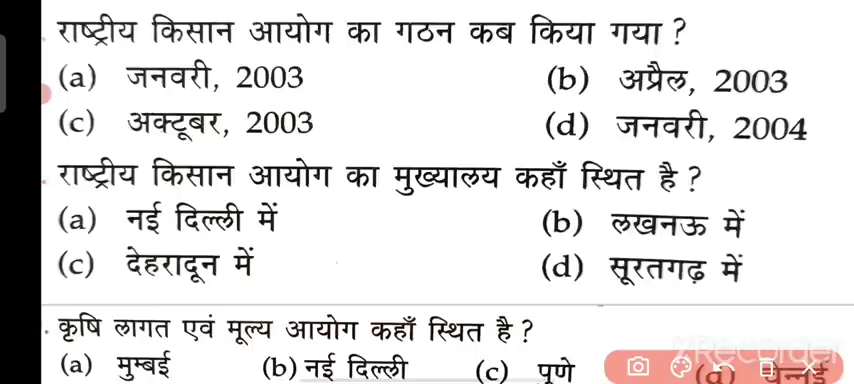 राष्ट्रीय किसान आयोग का गठन कब किया गया ?
(a) जनवरी, 2003 (b) अप्रैल, 2003
(c) अक्टूबर, 2003 (d) जनवरी, 2004
राष्ट्रीय किसान आयोग का मुख्यालय कहाँ स्थित है ?
(a) नई दिल्ली में (b) लखनऊ में
(c) देहरादून में (d) सूरतगढ़ में
. कृषि लागत एवं मूल्य आयोग कहाँ स्थित है ?
(a) मुम्बई (b) नई दिल्ली (c) पुणे (d)